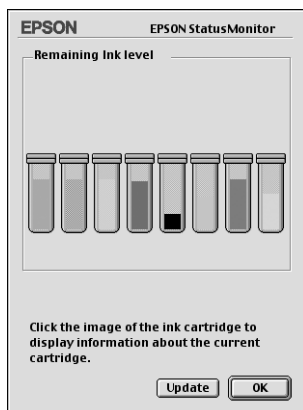 EPSON EPSON StatusMonitor
Remaining Ink level
Click the image of the ink cartridge to
display information about the current
cartridge.
Update OK